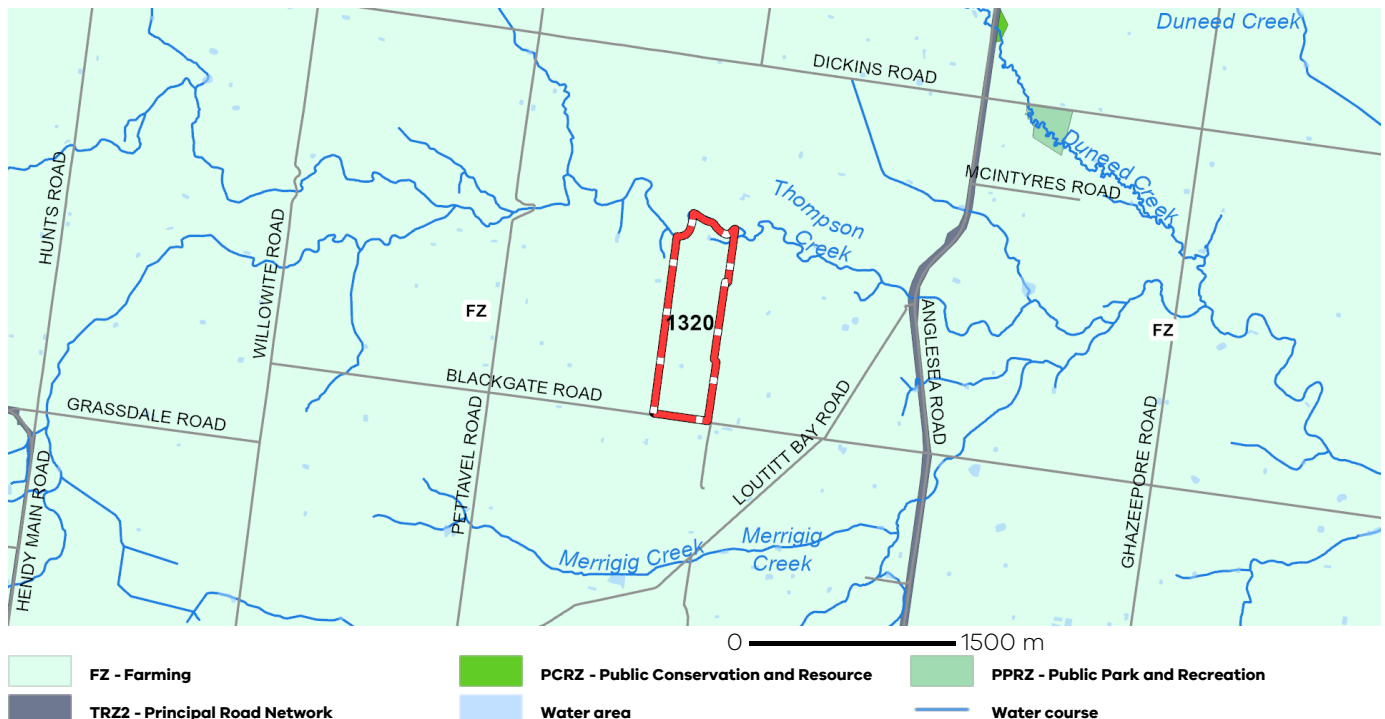 Duneed Creek
DICKINS ROAD
Duneed Creek
MCINTYRES ROAD
HUNTS ROAD
Thompson
Creek
WILLOWITE ROAD
FZ
1320
FZ
ANGLESEA ROAD
BLACKGATE ROAD
GRASSDALE ROAD
PETTAVEL ROAD
LOUTITT BAY ROAD
GHAZEEPORE ROAD
HENDY MAIN ROAD
Merrigig Creek
Merrigig
Creek
0 1500 m
FZ - Farming
PCRZ - Public Conservation and Resource
PPRZ - Public Park and Recreation
TRZ2 - Principal Road Network
Water area
Water course